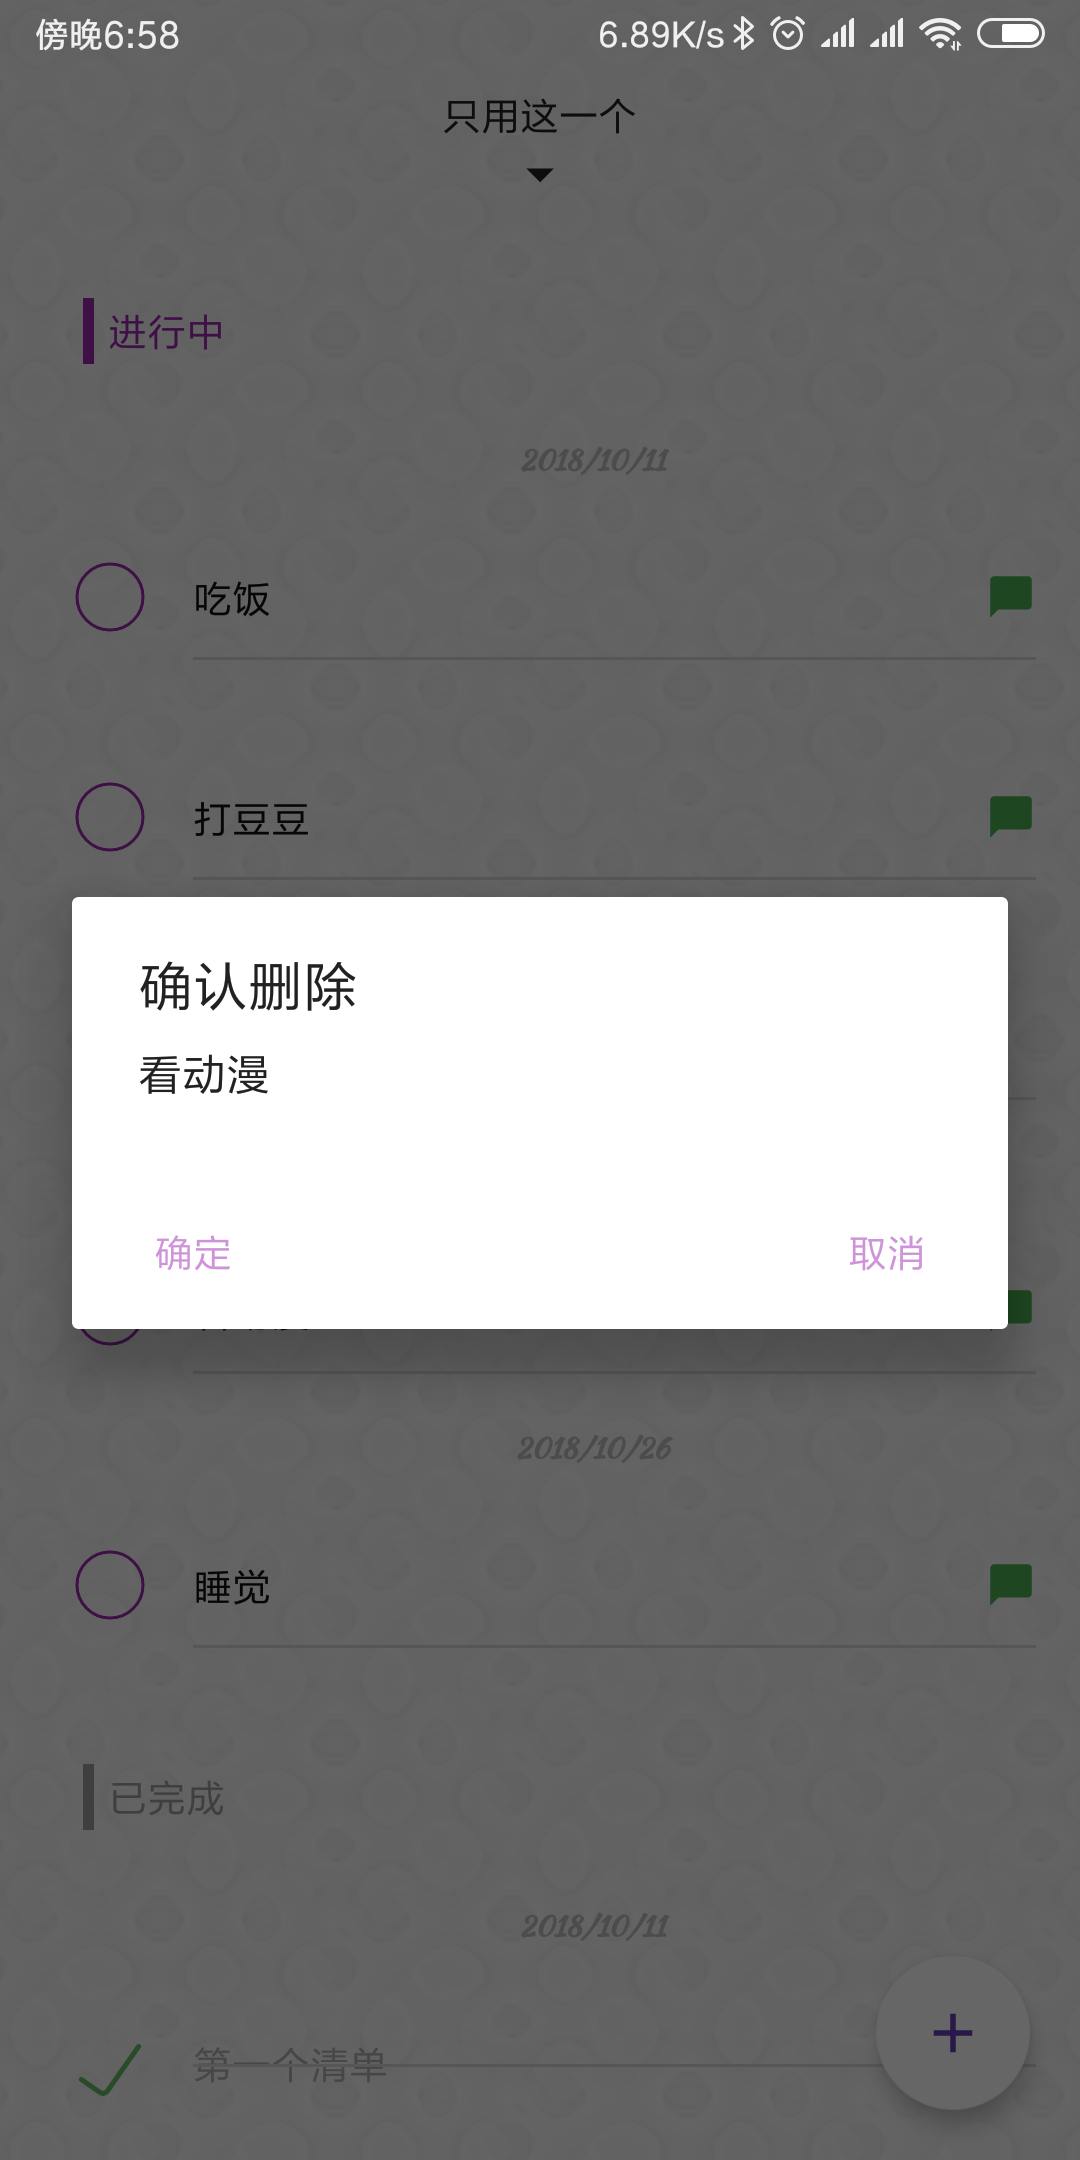 傍晚6:58 6.89K/s
只用这一个
进行中
2018/10/11
吃饭
打豆豆
确认删除
看动漫
确定 取消
2018/10/26
睡觉
已完成
2018/10/11
第一个清单